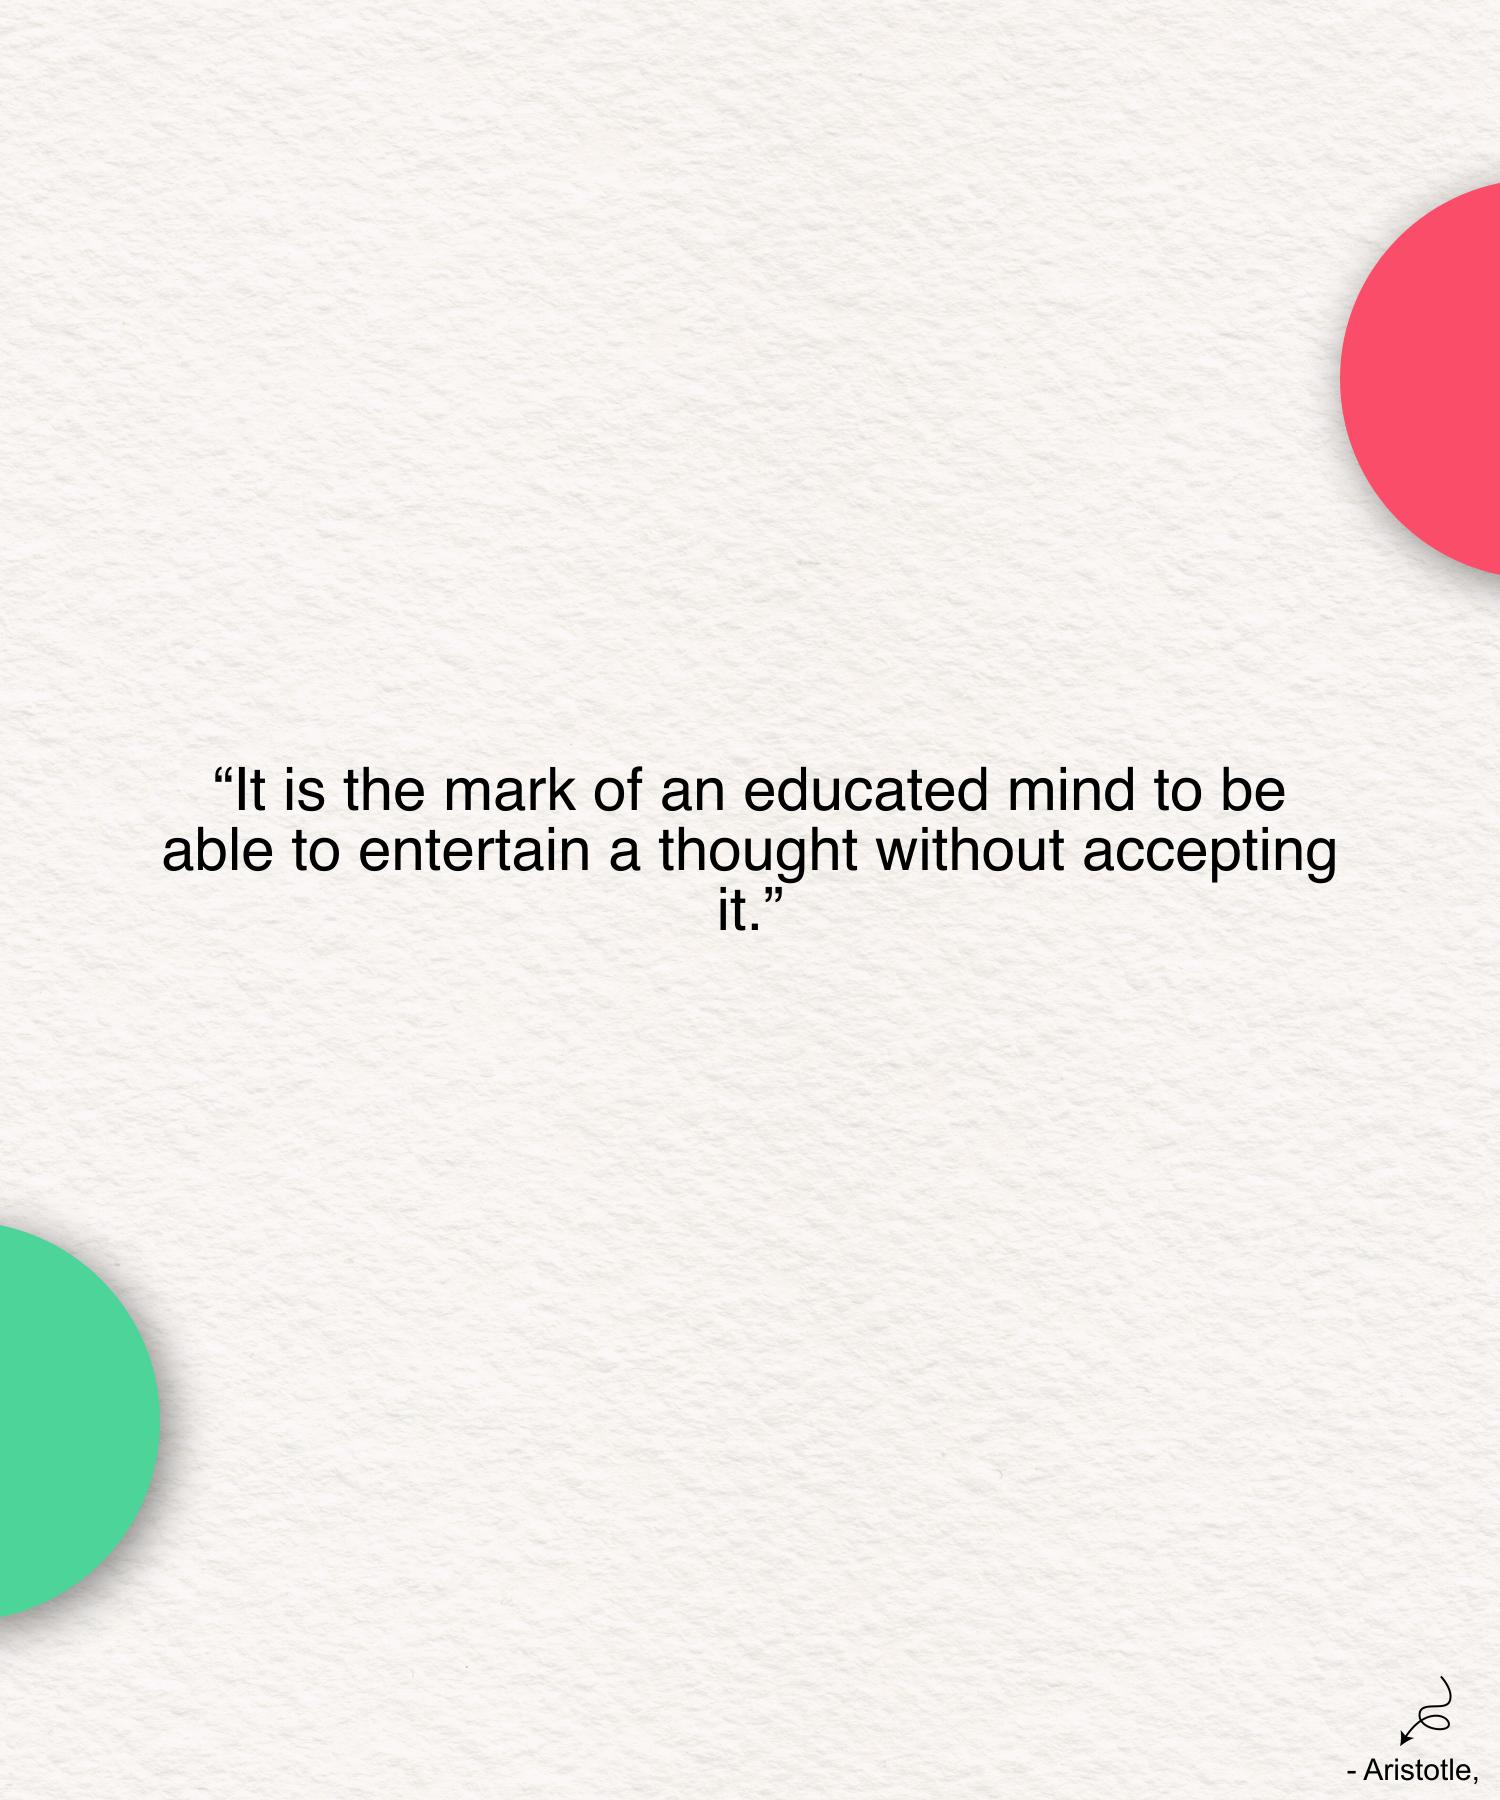 “It is the mark of an educated mind to be
able to entertain a thought without accepting
it.”
- Aristotle,